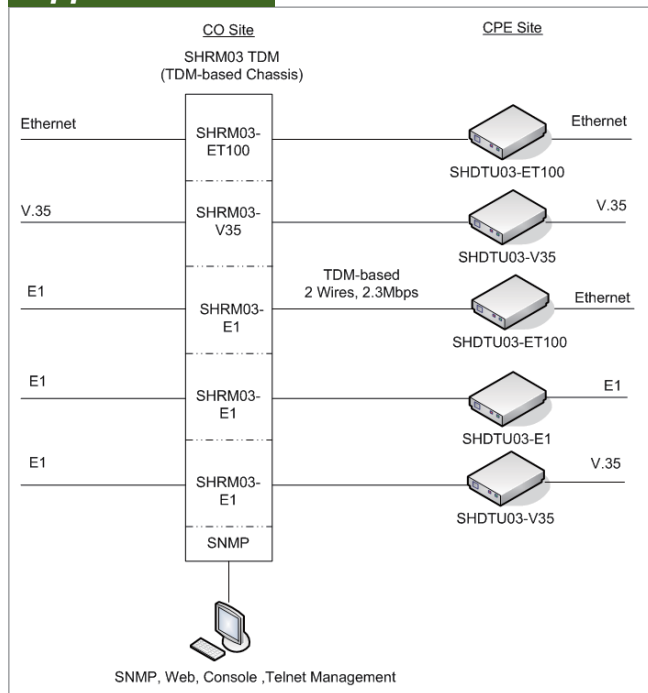 CO Site
CPE Site
SHRM03 TDM
(TDM-based Chassis)
Ethernet
SHRM03-
ET100
Ethernet
SHDTU03-ET100
V.35
SHRM03-
V35
V.35
SHDTU03-V35
E1
SHRM03-
E1
TDM-based
2 Wires, 2.3Mbps
Ethernet
SHDTU03-ET100
E1
SHRM03-
E1
E1
SHDTU03-E1
E1
SHRM03-
E1
V.35
SHDTU03-V35
SNMP
SNMP, Web, Console ,Telnet Management